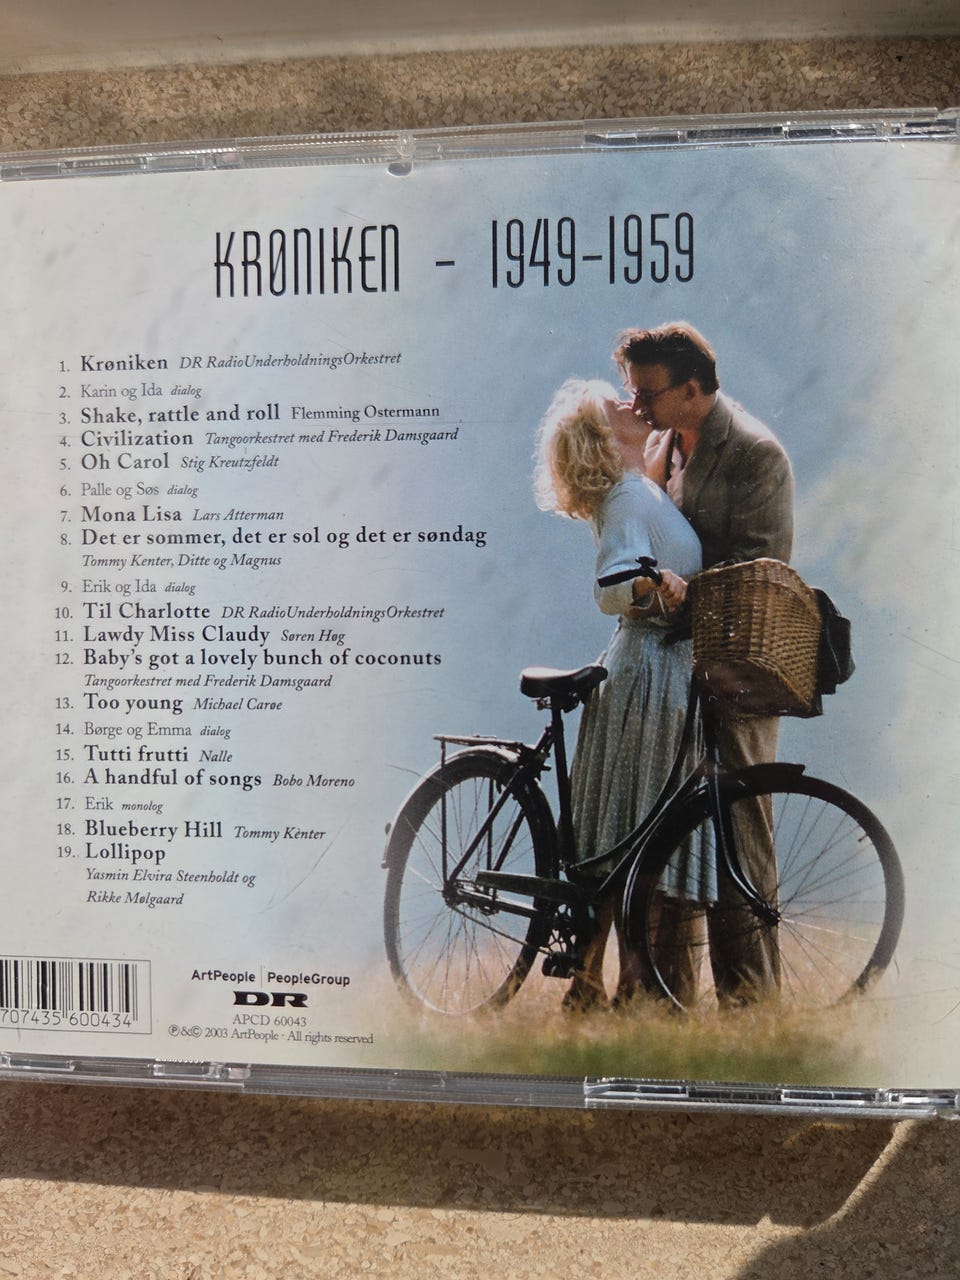 KRØNIKEN - 1949-1959
1. Krøniken DR RadioUnderholdningsOrkestret
2. Karin og Ida dialog
3. Shake, rattle and roll Flemming Ostermann
4. Civilization Tangoorkestret med Frederik Damsgaard
5. Oh Carol Stig Kreutzfeldt
6. Palle og Søs dialog
7. Mona Lisa Lars Atterman
8. Det er sommer, det er sol og det er søndag
Tommy Kenter, Ditte og Magnus
9. Erik og Ida dialog
10. Til Charlotte DR RadioUnderholdningsOrkestret
11. Lawdy Miss Claudy Søren Høg
12. Baby's got a lovely bunch of coconuts
Tangoorkestret med Frederik Damsgaard
13. Too young Michael Carøe
14. Børge og Emma dialog
15. Tutti frutti Nalle
16. A handful of songs Bobo Moreno
17. Erik monolog
18. Blueberry Hill Tommy Kènter
19. Lollipop
Yasmin Elvira Steenholdt og
Rikke Mølgaard
ArtPeople | PeopleGroup
DR
APCD 60043
℗&© 2003 ArtPeople · All rights reserved
707435 600434